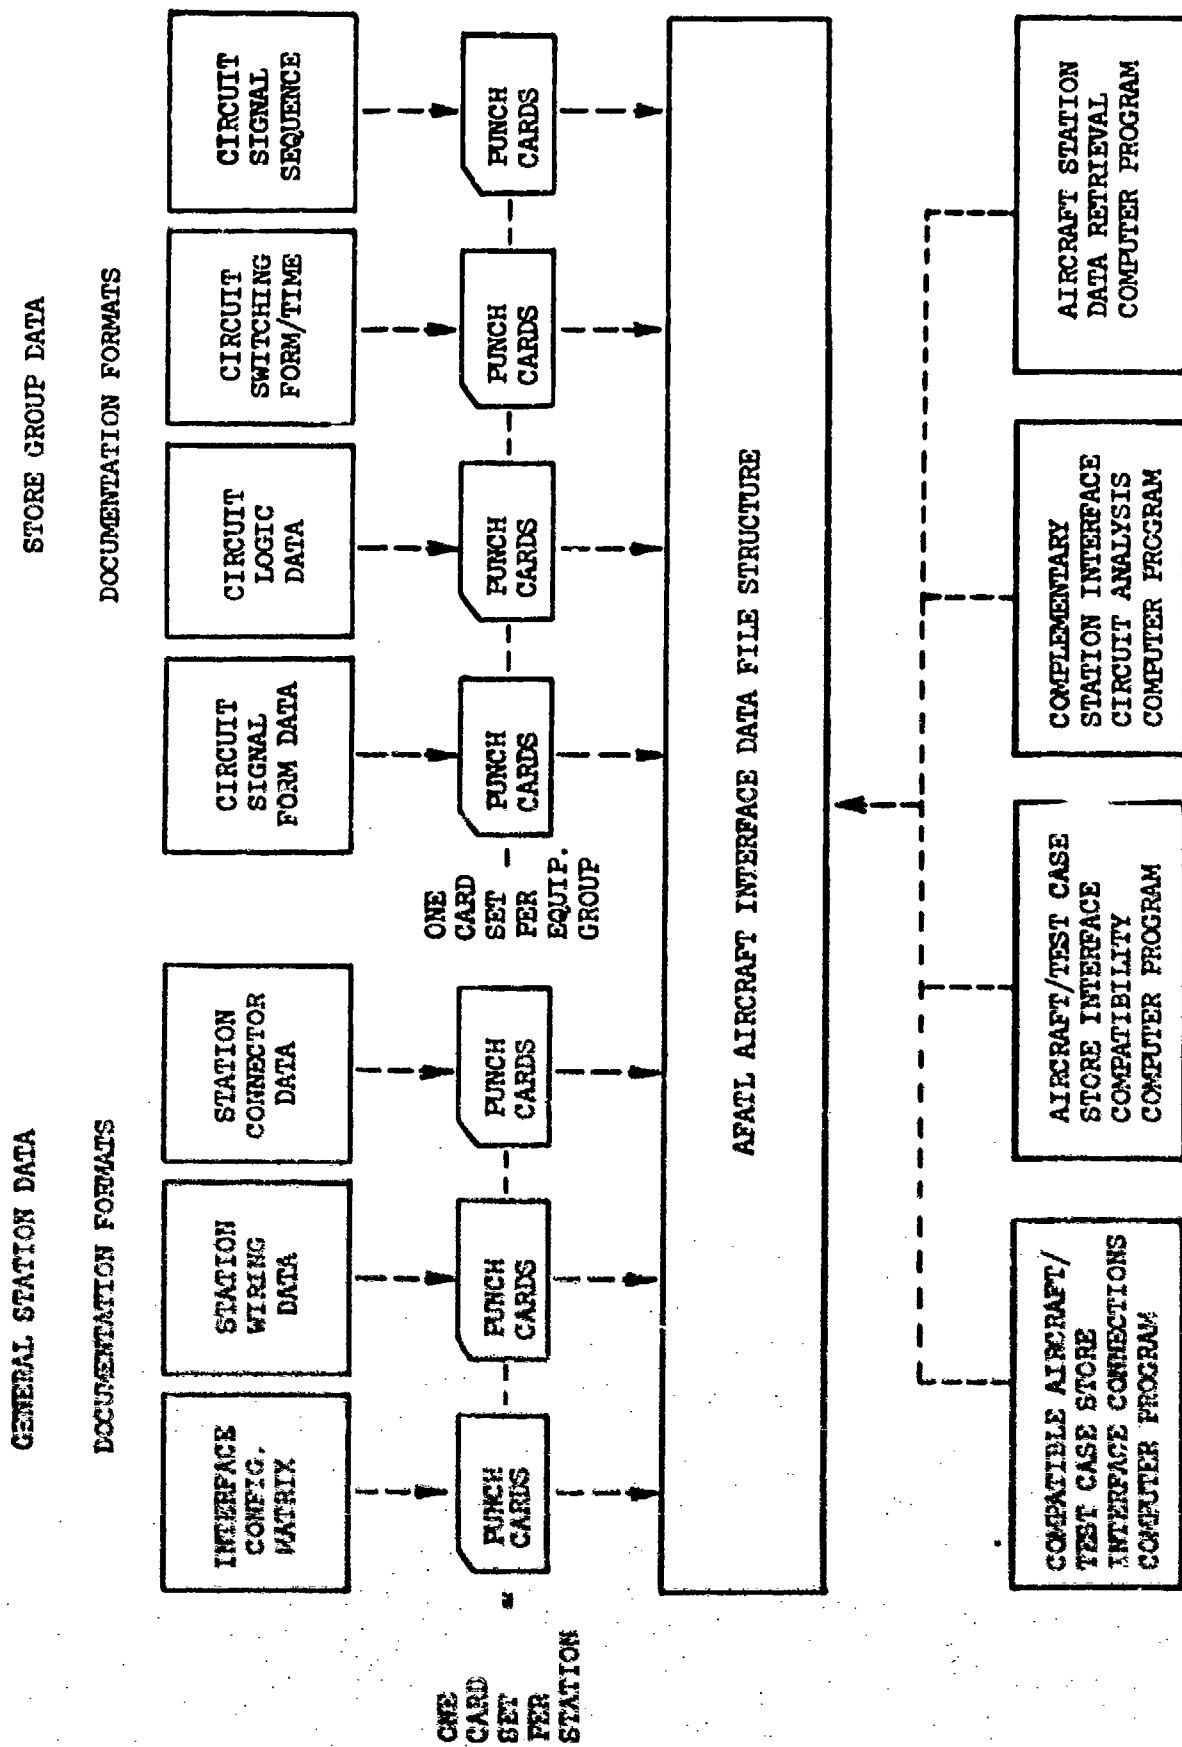 GENERAL STATION DATA
DOCUMENTATION FORMATS
INTERFACE
CONFIG.
MATRIX
STATION
WIRING
DATA
STATION
CONNECTOR
DATA
ONE
CARD
SET
PER
STATION
PUNCH
CARDS
PUNCH
CARDS
PUNCH
CARDS
STORE GROUP DATA
DOCUMENTATION FORMATS
CIRCUIT
SIGNAL
FORM DATA
CIRCUIT
LOGIC
DATA
CIRCUIT
SWITCHING
FORM/TIME
CIRCUIT
SIGNAL
SEQUENCE
ONE
CARD
SET
PER
EQUIP.
GROUP
PUNCH
CARDS
PUNCH
CARDS
PUNCH
CARDS
PUNCH
CARDS
AFATL AIRCRAFT INTERFACE DATA FILE STRUCTURE
COMPATIBLE AIRCRAFT/
TEST CASE STORE
INTERFACE CONNECTIONS
COMPUTER PROGRAM
AIRCRAFT/TEST CASE
STORE INTERFACE
COMPATIBILITY
COMPUTER PROGRAM
COMPLEMENTARY
STATION INTERFACE
CIRCUIT ANALYSIS
COMPUTER PROGRAM
AIRCRAFT STATION
DATA RETRIEVAL
COMPUTER PROGRAM